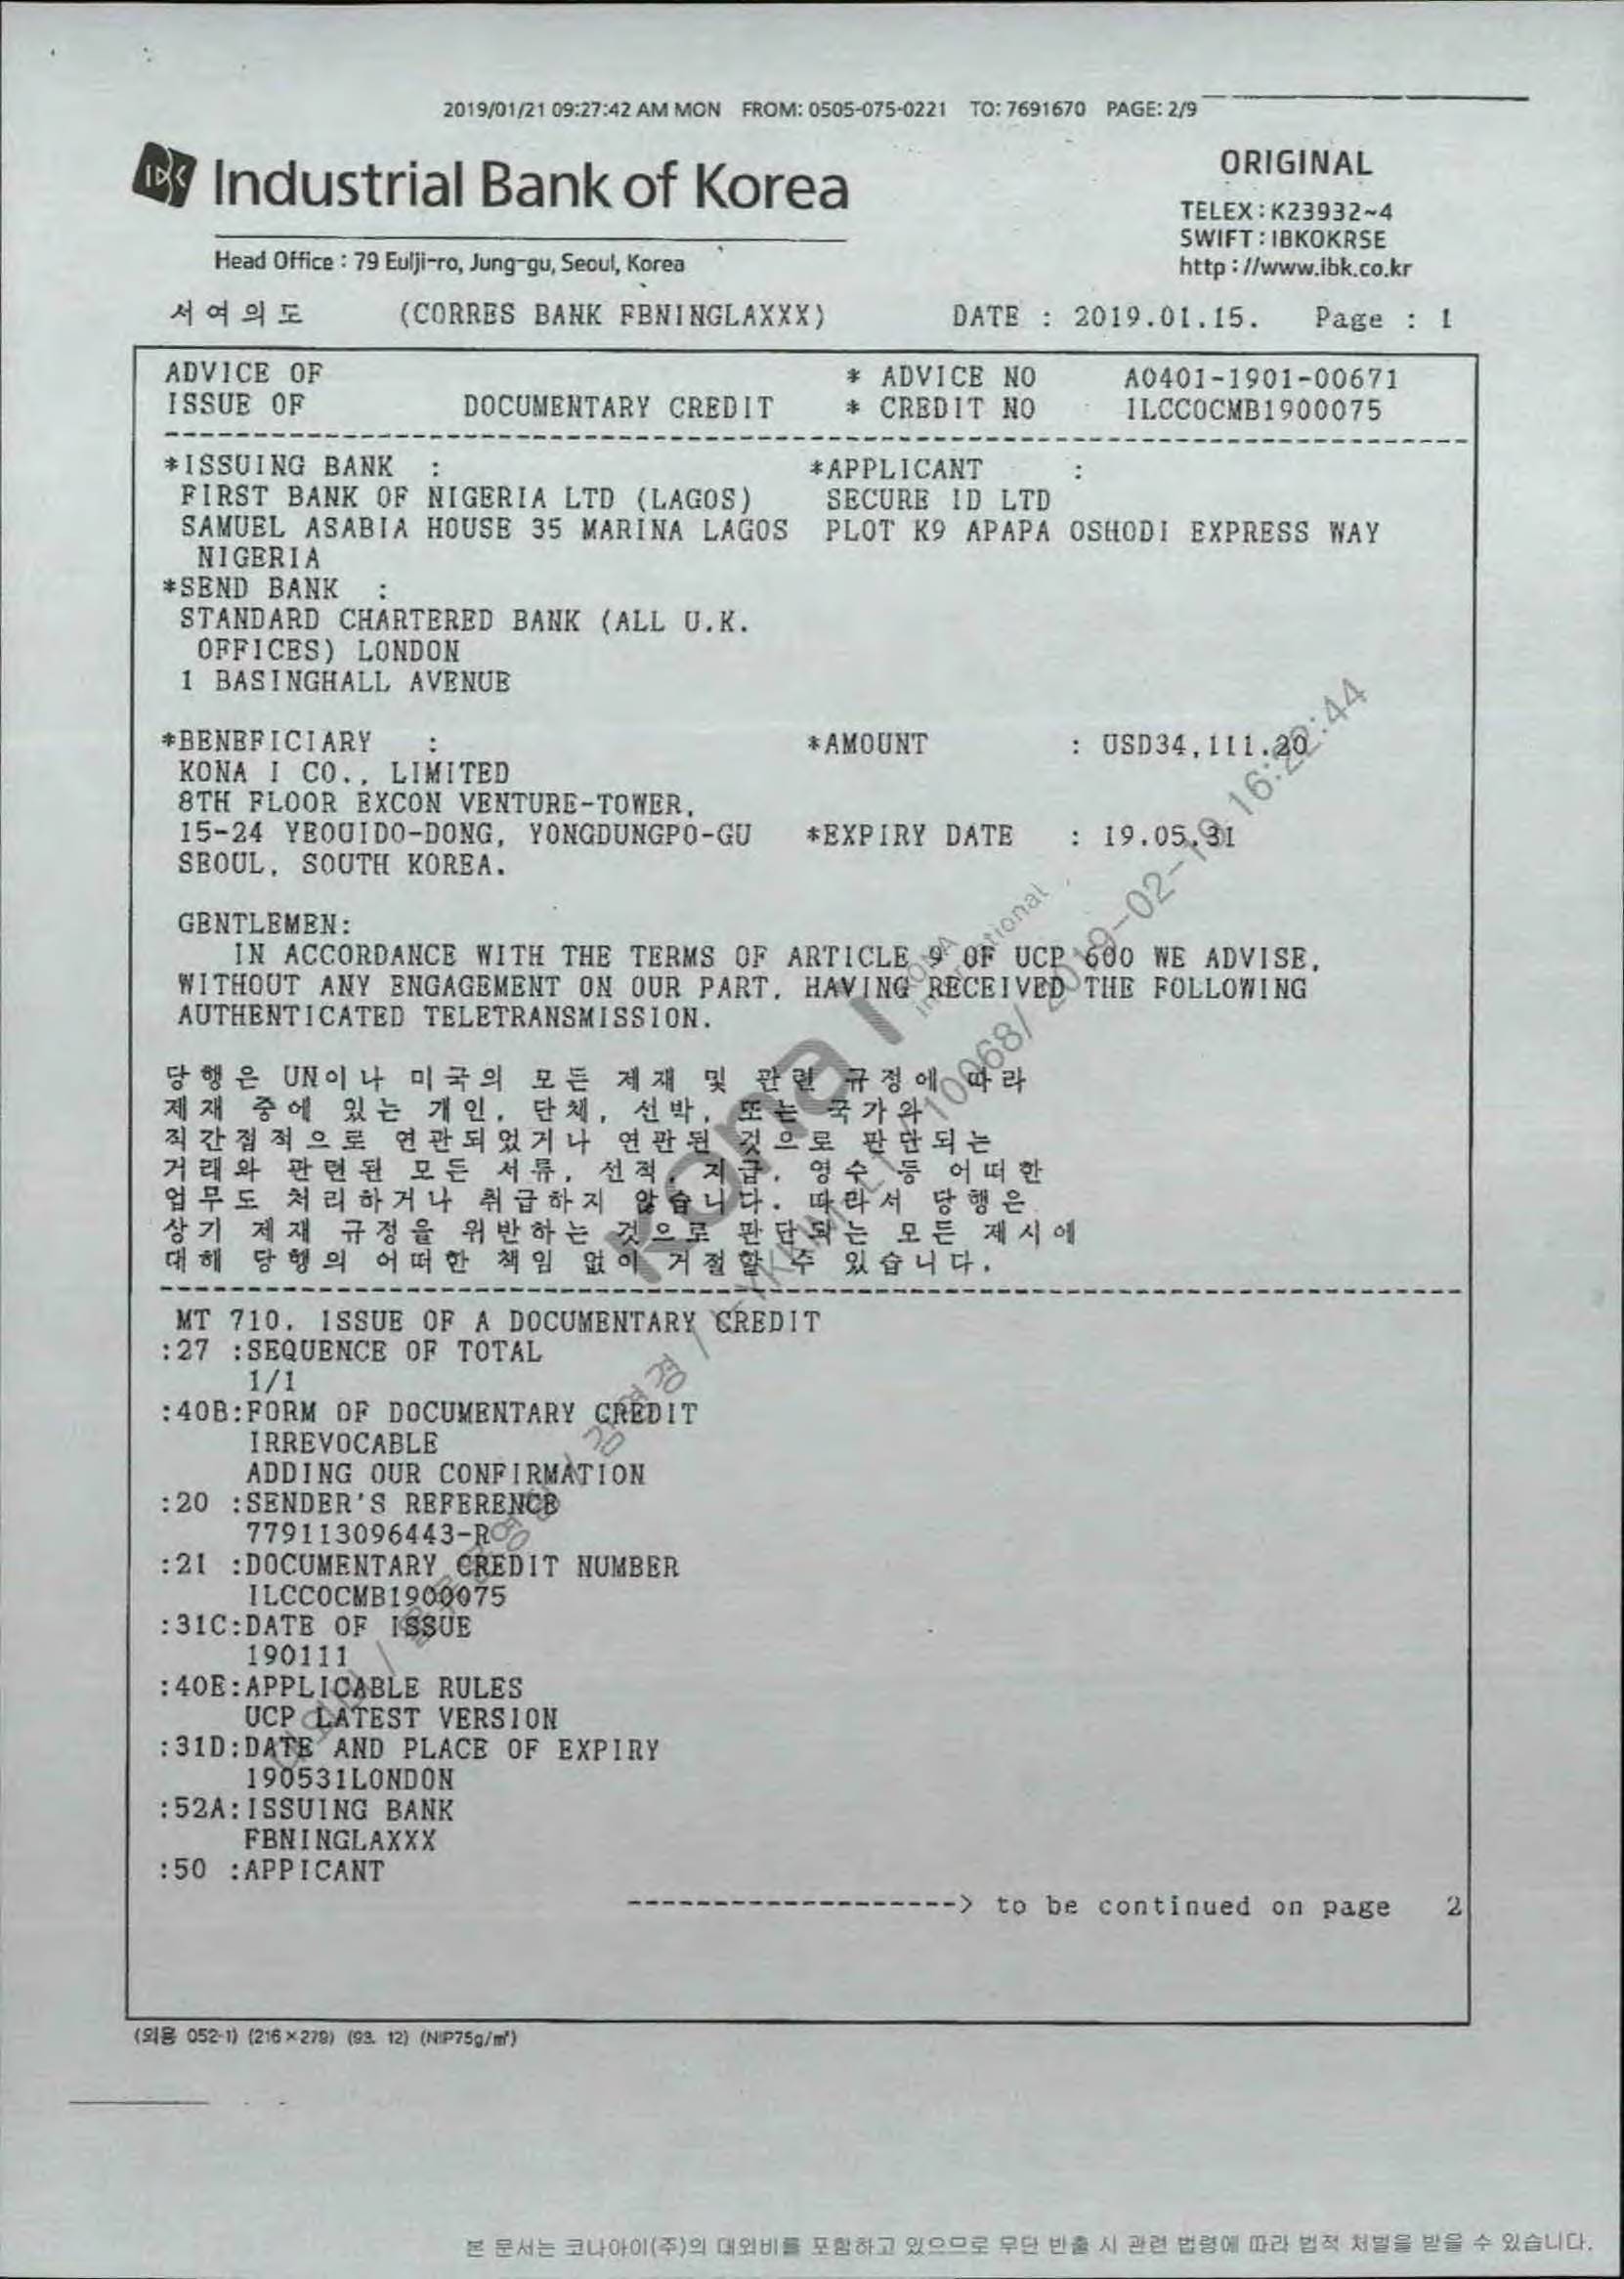 2019/01/21 09:27:42 AM MON FROM: 0505-075-0221 TO: 7691670 PAGE: 2/9
IBK Industrial Bank of Korea
ORIGINAL
TELEX : K23932~4
SWIFT : IBKOKRSE
http : //www.ibk.co.kr
Head Office : 79 Eulji-ro, Jung-gu, Seoul, Korea
서여의도 (CORRES BANK FBNINGLAXXX) DATE : 2019.01.15. Page : 1
ADVICE OF * ADVICE NO A0401-1901-00671
ISSUE OF DOCUMENTARY CREDIT * CREDIT NO ILCCOCMB1900075
*ISSUING BANK : *APPLICANT :
FIRST BANK OF NIGERIA LTD (LAGOS) SECURE ID LTD
SAMUEL ASABIA HOUSE 35 MARINA LAGOS PLOT K9 APAPA OSHODI EXPRESS WAY
NIGERIA
*SEND BANK :
STANDARD CHARTERED BANK (ALL U.K.
OFFICES) LONDON
1 BASINGHALL AVENUE
*BENEFICIARY : *AMOUNT : USD34,111.20
KONA I CO., LIMITED
8TH FLOOR EXCON VENTURE-TOWER,
15-24 YEOUIDO-DONG, YONGDUNGPO-GU *EXPIRY DATE : 19.05.31
SEOUL, SOUTH KOREA.
GENTLEMEN:
IN ACCORDANCE WITH THE TERMS OF ARTICLE 9 OF UCP 600 WE ADVISE,
WITHOUT ANY ENGAGEMENT ON OUR PART, HAVING RECEIVED THE FOLLOWING
AUTHENTICATED TELETRANSMISSION.
당행은 UN이나 미국의 모든 제재 및 관련 규정에 따라
제재 중에 있는 개인, 단체, 선박, 또는 국가와
직간접적으로 연관되었거나 연관된 것으로 판단되는
거래와 관련된 모든 서류, 선적, 지급, 영수 등 어떠한
업무도 처리하거나 취급하지 않습니다. 따라서 당행은
상기 제재 규정을 위반하는 것으로 판단되는 모든 제시에
대해 당행의 어떠한 책임 없이 거절할 수 있습니다.
MT 710. ISSUE OF A DOCUMENTARY CREDIT
:27 :SEQUENCE OF TOTAL
1/1
:40B:FORM OF DOCUMENTARY CREDIT
IRREVOCABLE
ADDING OUR CONFIRMATION
:20 :SENDER'S REFERENCE
779113096443-R
:21 :DOCUMENTARY CREDIT NUMBER
ILCCOCMB1900075
:31C:DATE OF ISSUE
190111
:40E:APPLICABLE RULES
UCP LATEST VERSION
:31D:DATE AND PLACE OF EXPIRY
190531LONDON
:52A:ISSUING BANK
FBNINGLAXXX
:50 :APPICANT
-------------------> to be continued on page 2
(외용 052-1) (216×279) (93. 12) (NIP75g/㎡)
Kona I
KONA International
10068/ 2019-02-19 16:22:44
본 문서는 코나아이(주)의 대외비를 포함하고 있으므로 무단 반출 시 관련 법령에 따라 법적 처벌을 받을 수 있습니다.